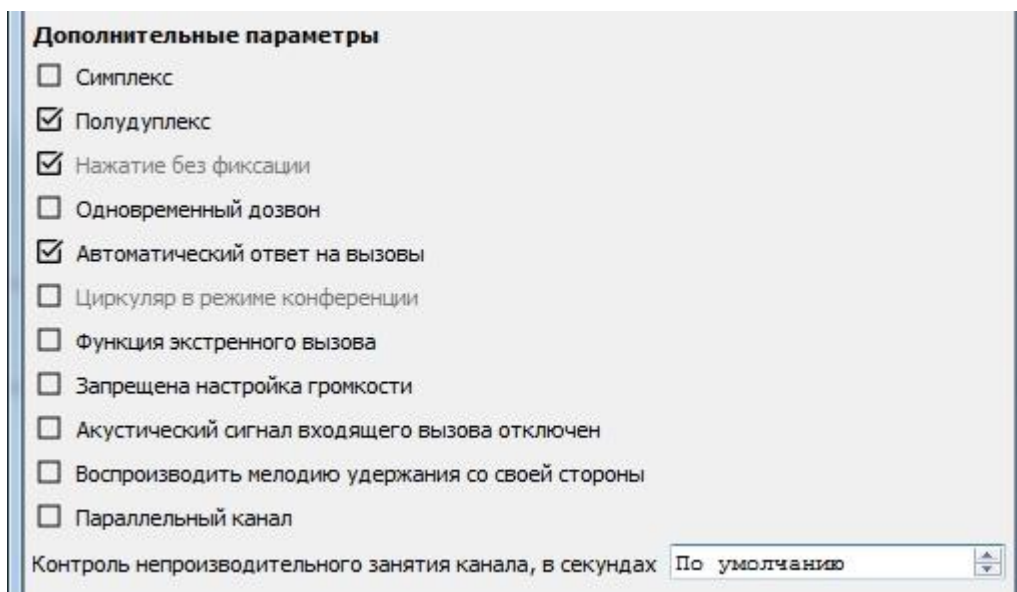 Дополнительные параметры
Симплекс
Полудуплекс
Нажатие без фиксации
Одновременный дозвон
Автоматический ответ на вызовы
Циркуляр в режиме конференции
Функция экстренного вызова
Запрещена настройка громкости
Акустический сигнал входящего вызова отключен
Воспроизводить мелодию удержания со своей стороны
Параллельный канал
Контроль непроизводительного занятия канала, в секундах По умолчанию